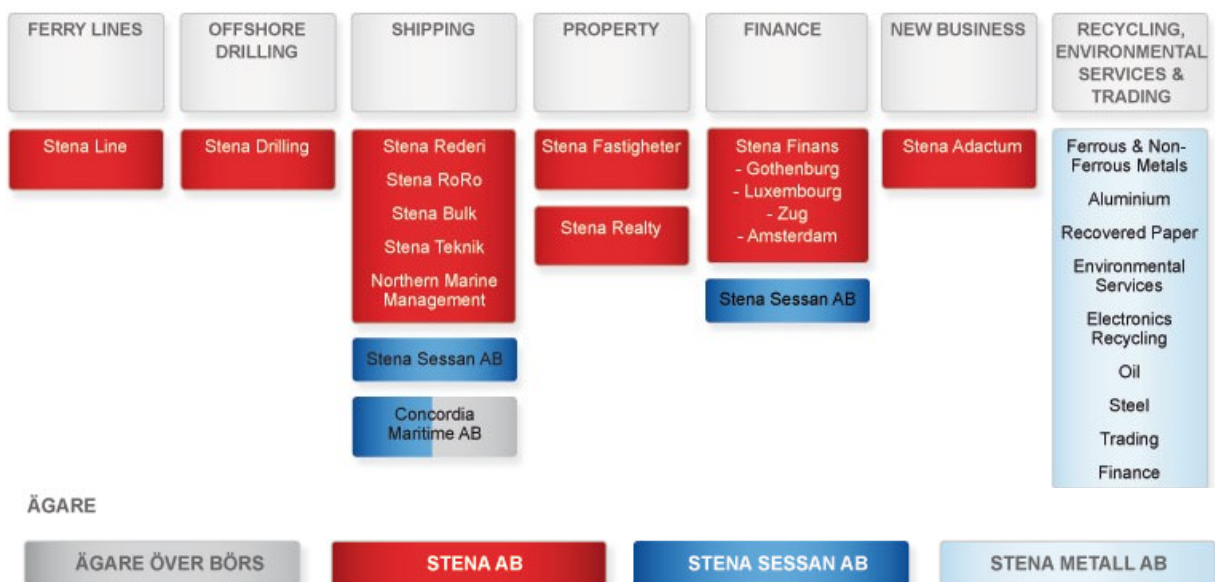 FERRY LINES
OFFSHORE
DRILLING
SHIPPING
PROPERTY
FINANCE
NEW BUSINESS
RECYCLING,
ENVIRONMENTAL
SERVICES &
TRADING
Stena Line
Stena Drilling
Stena Rederi
Stena RoRo
Stena Bulk
Stena Teknik
Northern Marine
Management
Stena Sessan AB
Concordia
Maritime AB
Stena Fastigheter
Stena Realty
Stena Finans
- Gothenburg
- Luxembourg
- Zug
- Amsterdam
Stena Sessan AB
Stena Adactum
Ferrous & Non-
Ferrous Metals
Aluminium
Recovered Paper
Environmental
Services
Electronics
Recycling
Oil
Steel
Trading
Finance
ÄGARE
ÄGARE ÖVER BÖRS
STENA AB
STENA SESSAN AB
STENA METALL AB